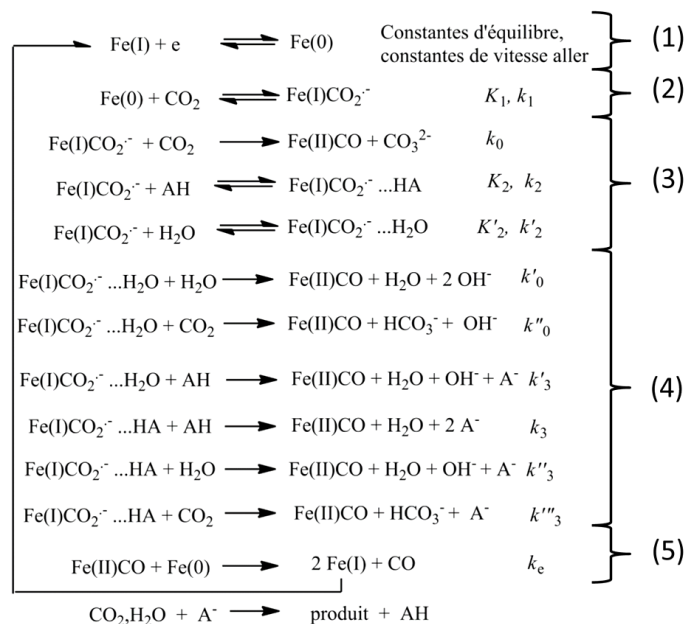 Fe(I) + e ⇌ Fe(0) Constantes d'équilibre,
constantes de vitesse aller (1)
Fe(0) + CO₂ ⇌ Fe(I)CO₂·⁻ K₁, k₁ (2)
Fe(I)CO₂·⁻ + CO₂ ⟶ Fe(II)CO + CO₃²⁻ k₀
Fe(I)CO₂·⁻ + AH ⇌ Fe(I)CO₂·⁻ ...HA K₂, k₂ (3)
Fe(I)CO₂·⁻ + H₂O ⇌ Fe(I)CO₂·⁻ ...H₂O K'₂, k'₂
Fe(I)CO₂·⁻ ...H₂O + H₂O ⟶ Fe(II)CO + H₂O + 2 OH⁻ k'₀
Fe(I)CO₂·⁻ ...H₂O + CO₂ ⟶ Fe(II)CO + HCO₃⁻ + OH⁻ k"₀
Fe(I)CO₂·⁻ ...H₂O + AH ⟶ Fe(II)CO + H₂O + OH⁻ + A⁻ k'₃ (4)
Fe(I)CO₂·⁻ ...HA + AH ⟶ Fe(II)CO + H₂O + 2 A⁻ k₃
Fe(I)CO₂·⁻ ...HA + H₂O ⟶ Fe(II)CO + H₂O + OH⁻ + A⁻ k''₃
Fe(I)CO₂·⁻ ...HA + CO₂ ⟶ Fe(II)CO + HCO₃⁻ + A⁻ k'"₃
Fe(II)CO + Fe(0) ⟶ 2 Fe(I) + CO kₑ (5)
CO₂,H₂O + A⁻ ⟶ produit + AH